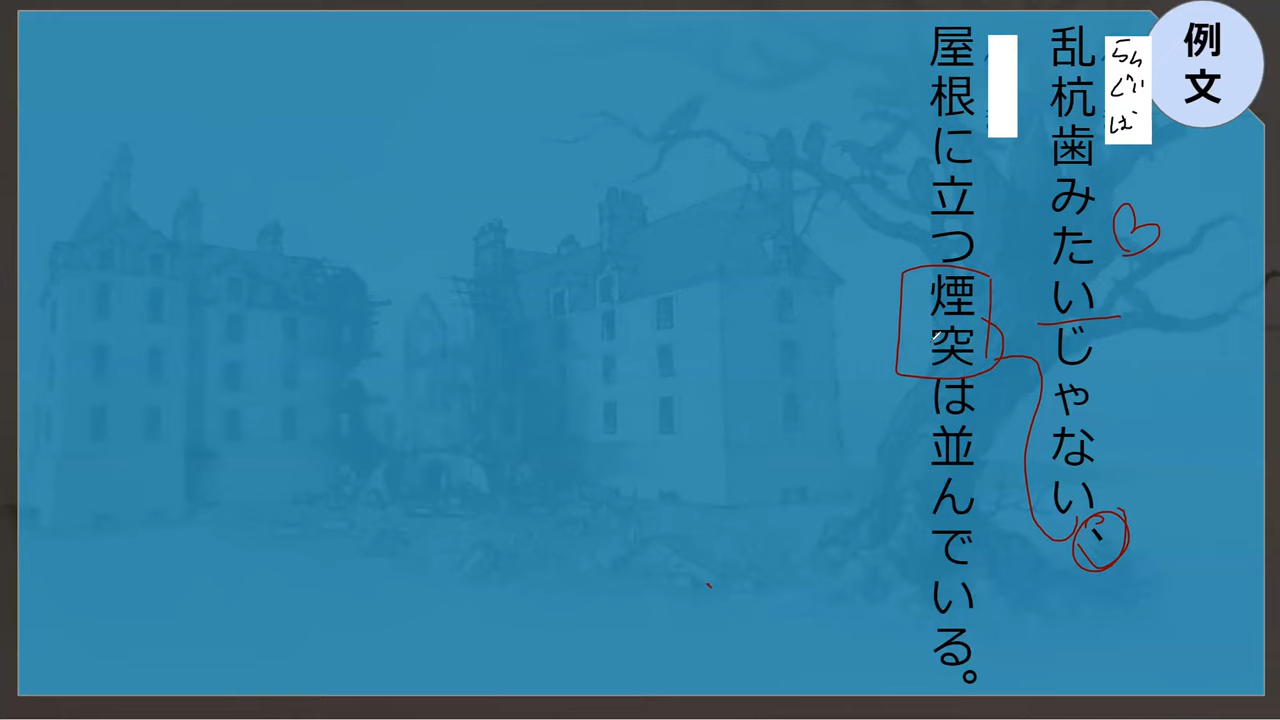 例文
らんぐいば
乱杭歯みたいじゃない、
屋根に立つ煙突は並んでいる。